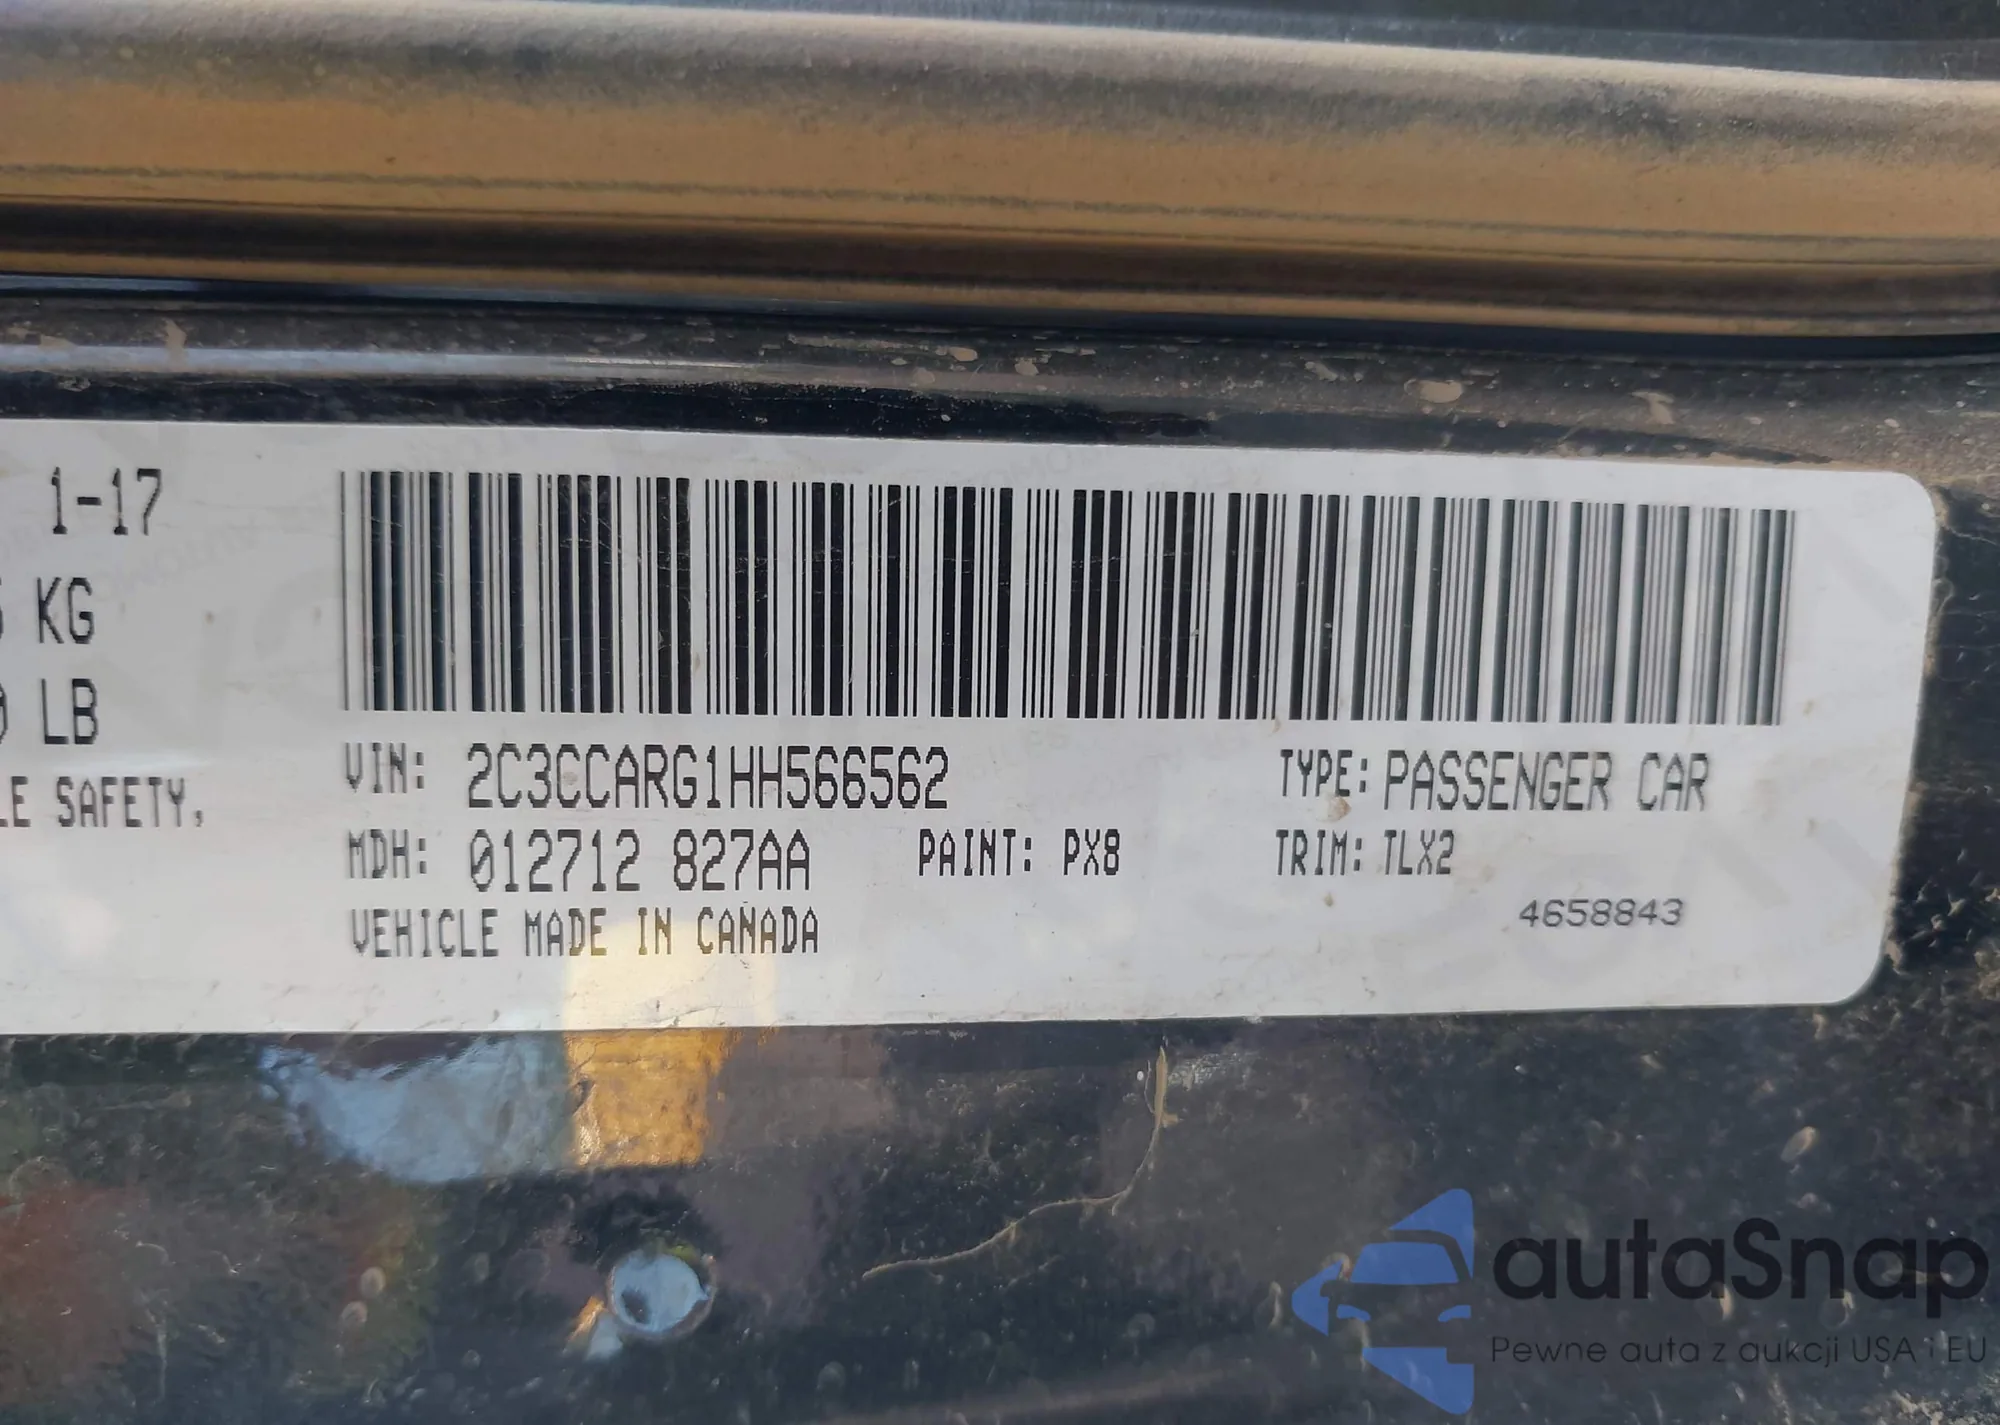 1-17
KG
LB
LE SAFETY,
VIN: 2C3CCARG1HH566562
TYPE: PASSENGER CAR
MDH: 012712 827AA
PAINT: PX8
TRIM: TLX2
VEHICLE MADE IN CANADA
4658843
autaSnap
Pewne auta z aukcji USA i EU